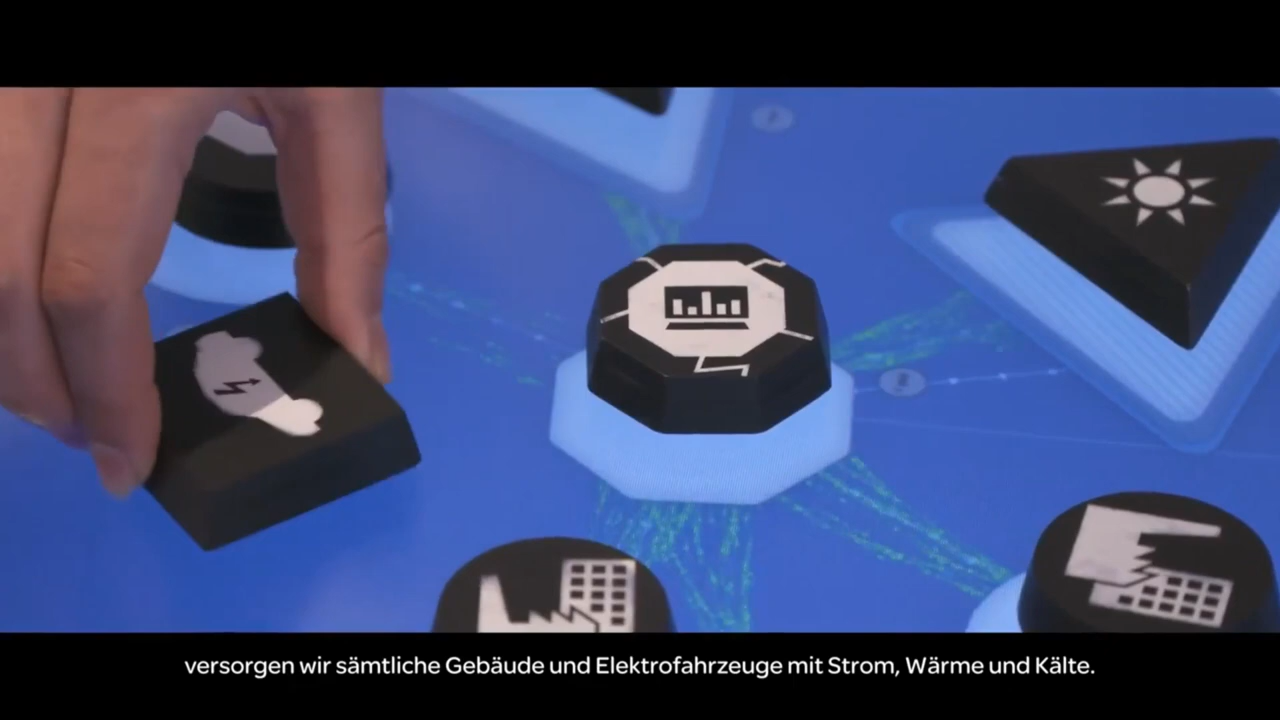 versorgen wir sämtliche Gebäude und Elektrofahrzeuge mit Strom, Wärme und Kälte.